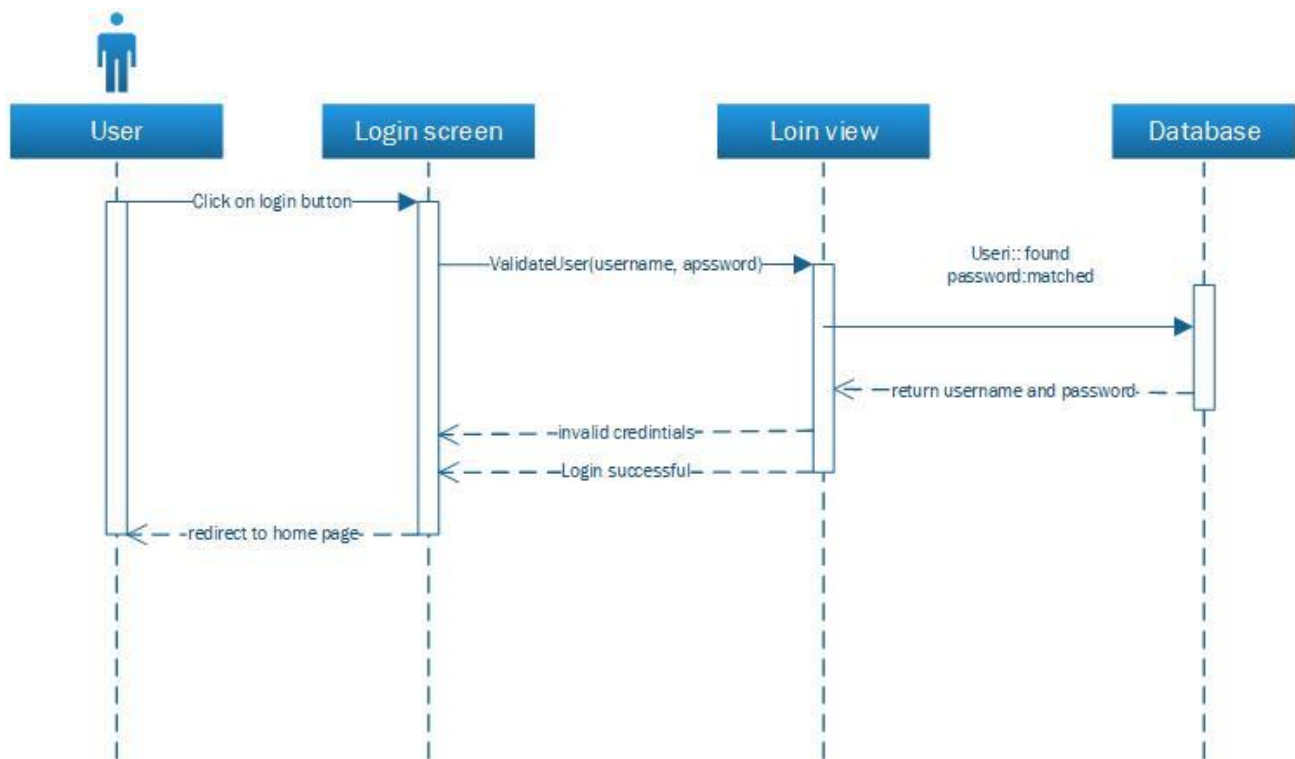 User
Login screen
Loin view
Database
Click on login button
ValidateUser(username, apssword)
Useri:: found
password:matched
return username and password
invalid credintials
Login successful
redirect to home page